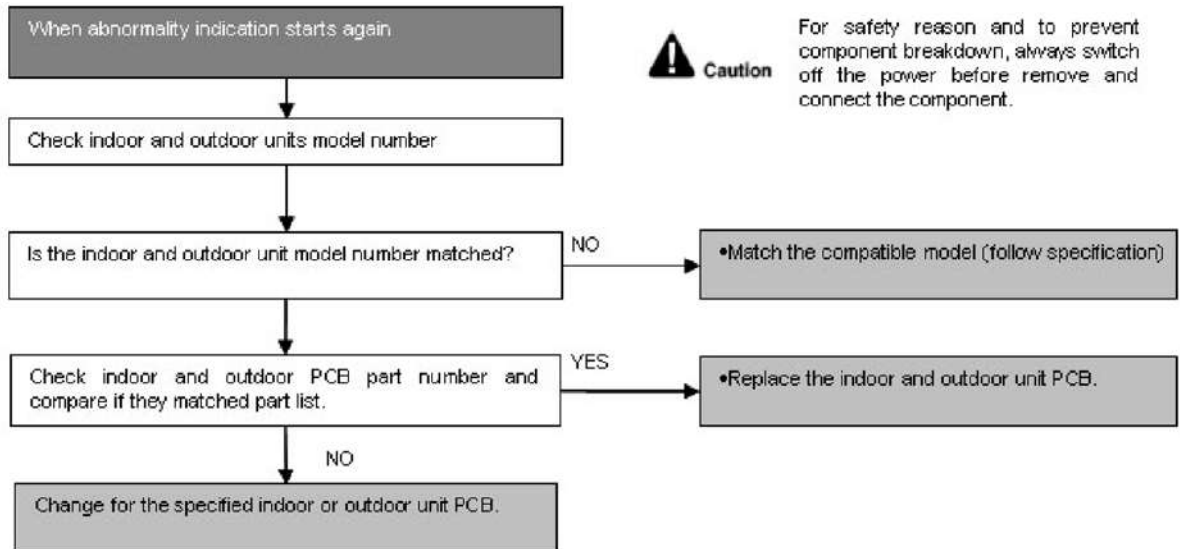 When abnormality indication starts again
For safety reason and to prevent
component breakdown, always switch
off the power before remove and
connect the component.
Caution
Check indoor and outdoor units model number
Is the indoor and outdoor unit model number matched?
NO
•Match the compatible model (follow specification)
Check indoor and outdoor PCB part number and
compare if they matched part list.
YES
•Replace the indoor and outdoor unit PCB.
NO
Change for the specified indoor or outdoor unit PCB.